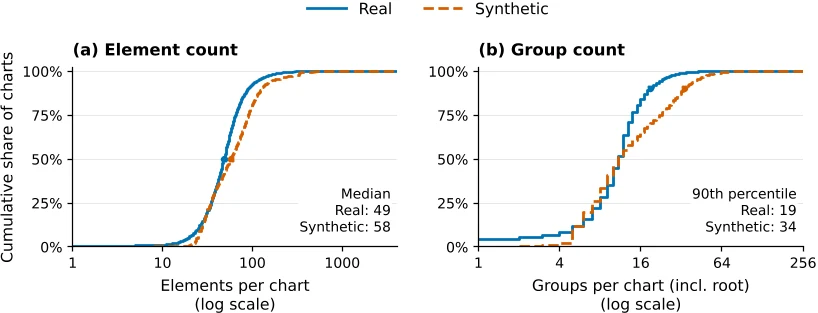 Real
Synthetic
(a) Element count
Cumulative share of charts
100%
75%
50%
25%
0%
Median
Real: 49
Synthetic: 58
1
10
100
1000
Elements per chart
(log scale)
(b) Group count
100%
75%
50%
25%
0%
90th percentile
Real: 19
Synthetic: 34
1
4
16
64
256
Groups per chart (incl. root)
(log scale)